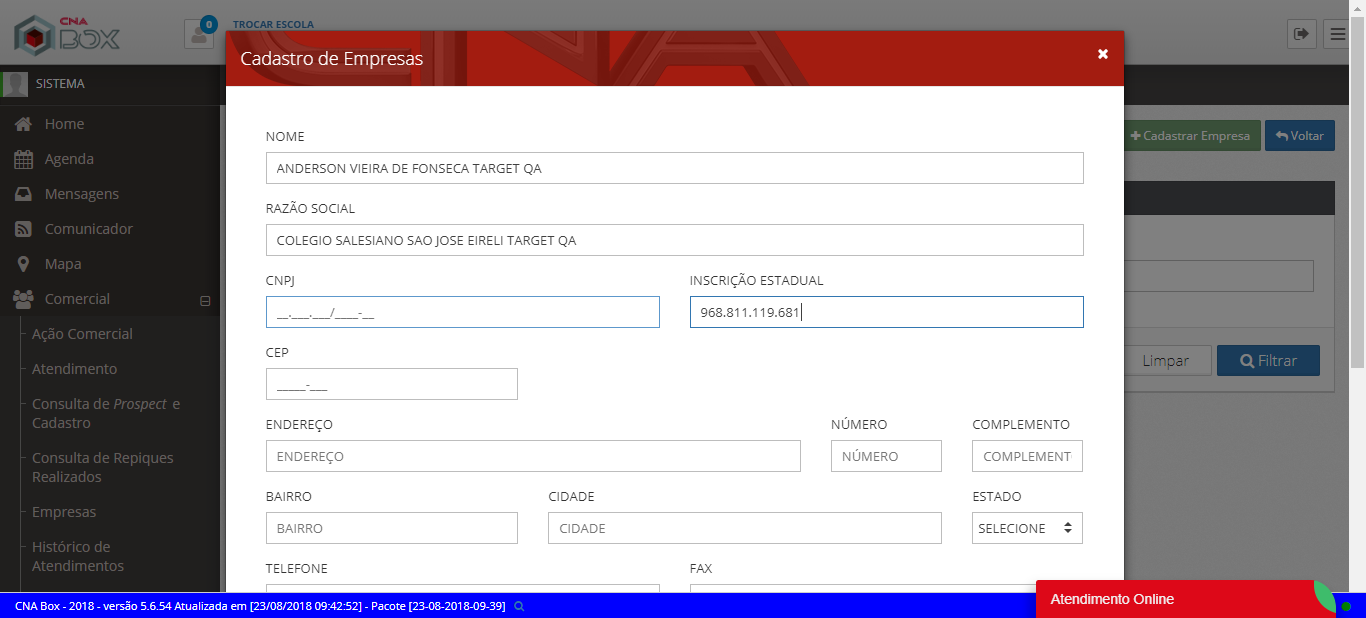 CNA
BOX
0
TROCAR ESCOLA
Cadastro de Empresas
SISTEMA
Home
Agenda
Mensagens
Comunicador
Mapa
Comercial
Ação Comercial
Atendimento
Consulta de Prospect e
Cadastro
Consulta de Repiques
Realizados
Empresas
Histórico de
Atendimentos
Cadastrar Empresa
Voltar
NOME
ANDERSON VIEIRA DE FONSECA TARGET QA
RAZÃO SOCIAL
COLEGIO SALESIANO SAO JOSE EIRELI TARGET QA
CNPJ
INSCRIÇÃO ESTADUAL
__.___.___/____-__
968.811.119.681
CEP
_____-___
Limpar
Filtrar
ENDEREÇO
NÚMERO
COMPLEMENTO
ENDEREÇO
NÚMERO
COMPLEMENT
BAIRRO
CIDADE
ESTADO
BAIRRO
CIDADE
SELECIONE
TELEFONE
FAX
CNA Box - 2018 - versão 5.6.54 Atualizada em [23/08/2018 09:42:52] - Pacote [23-08-2018-09-39]
Atendimento Online